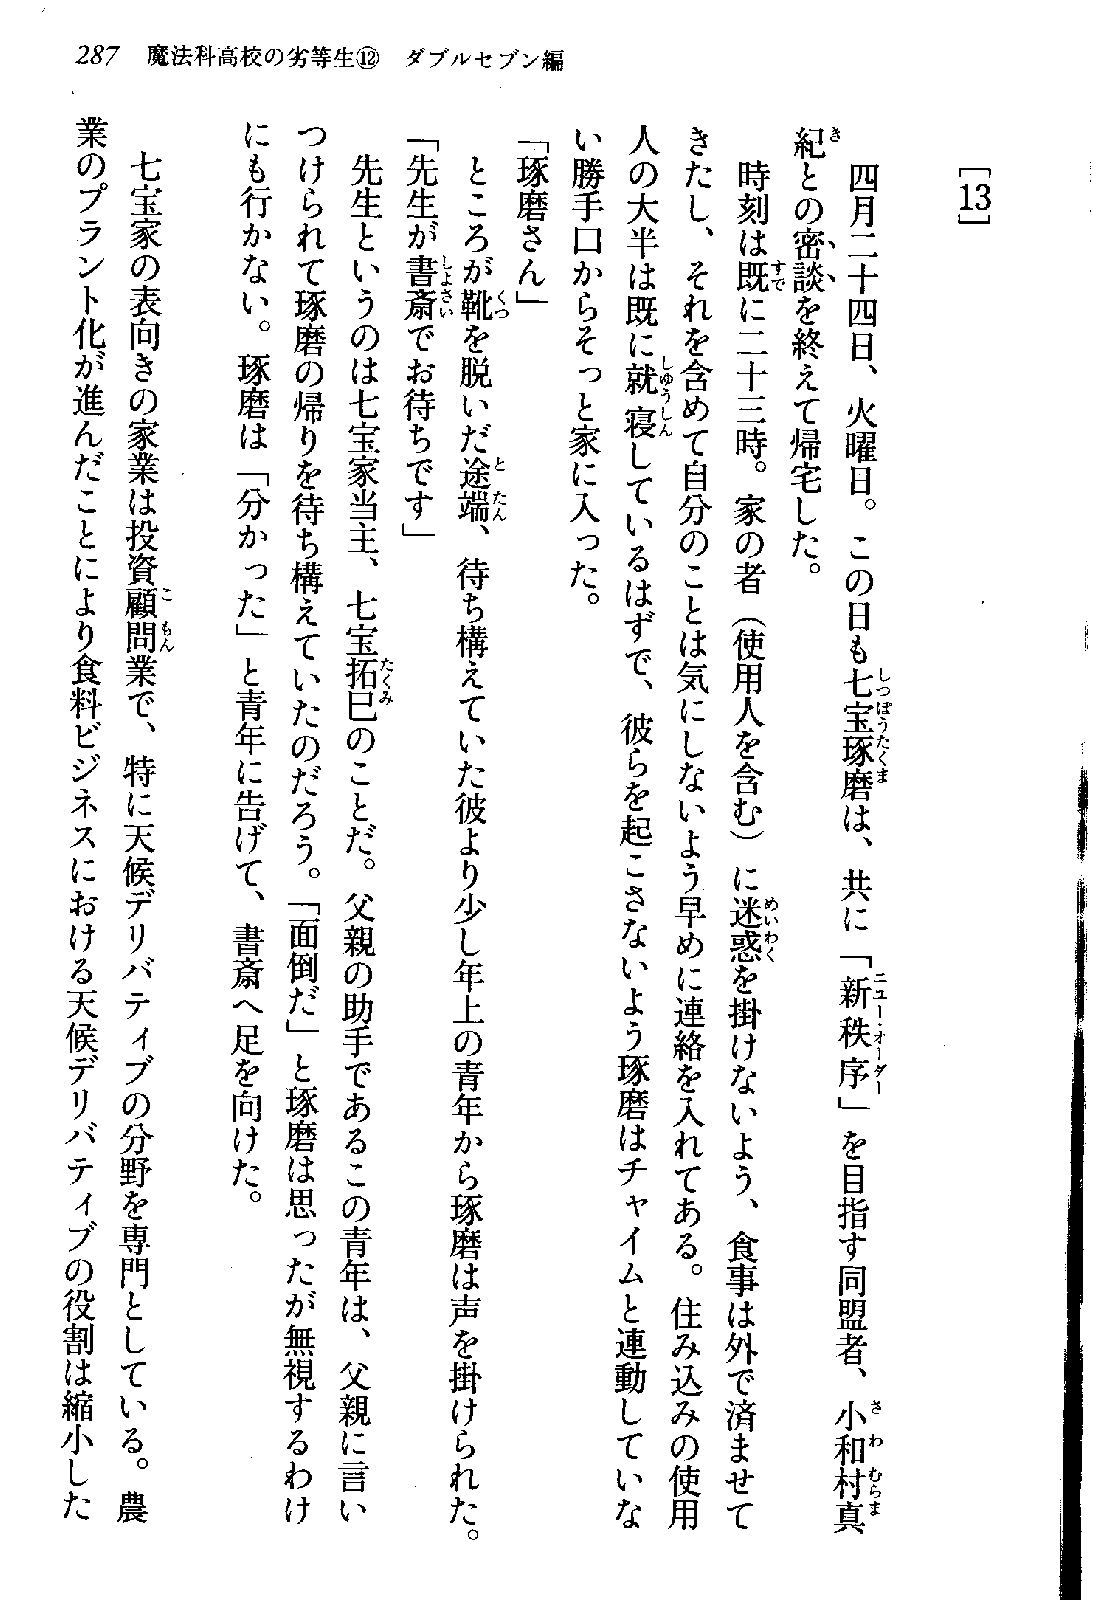 287 魔法科高校の劣等生⑫ ダブルセブン編
［13］
四月二十四日、火曜日。この日も七宝琢磨は、共に「新秩序」を目指す同盟者、小和村真
紀との密談を終えて帰宅した。
時刻は既に二十三時。家の者（使用人を含む）に迷惑を掛けないよう、食事は外で済ませて
きたし、それを含めて自分のことは気にしないよう早めに連絡を入れてある。住み込みの使用
人の大半は既に就寝しているはずで、彼らを起こさないよう琢磨はチャイムと連動していな
い勝手口からそっと家に入った。
「琢磨さん」
ところが靴を脱いだ途端、待ち構えていた彼より少し年上の青年から琢磨は声を掛けられた。
「先生が書斎でお待ちです」
先生というのは七宝家当主、七宝拓巳のことだ。父親の助手であるこの青年は、父親に言い
つけられて琢磨の帰りを待ち構えていたのだろう。「面倒だ」と琢磨は思ったが無視するわけ
にも行かない。琢磨は「分かった」と青年に告げて、書斎へ足を向けた。
七宝家の表向きの家業は投資顧問業で、特に天候デリバティブの分野を専門としている。農
業のプラント化が進んだことにより食料ビジネスにおける天候デリバティブの役割は縮小した